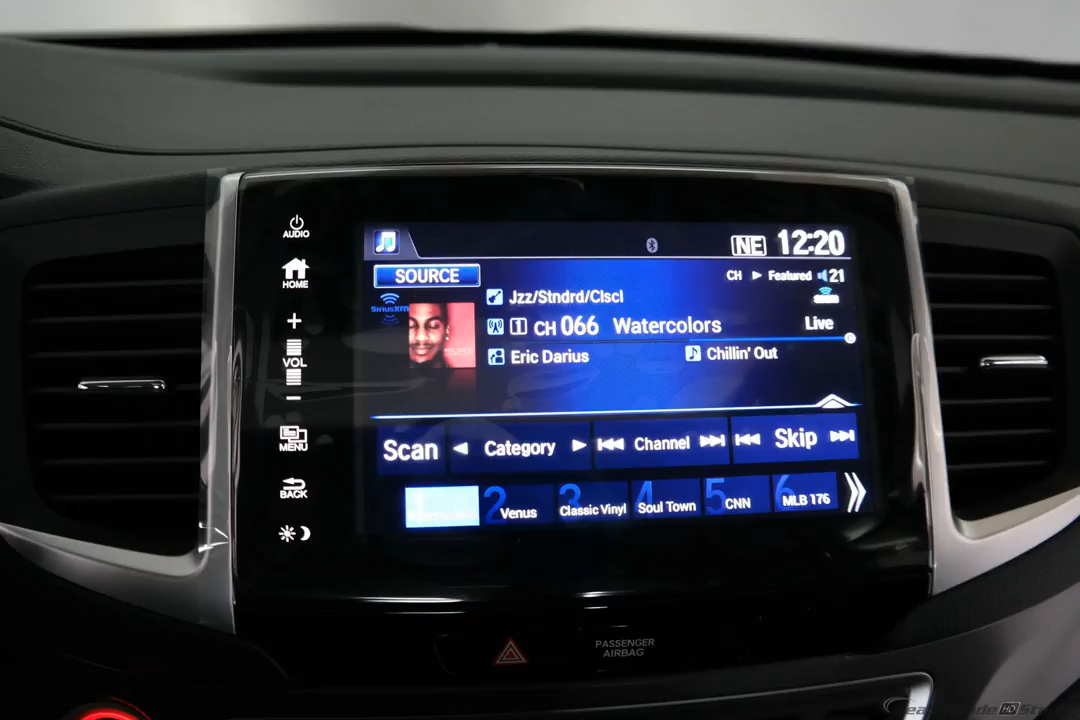 AUDIO
HOME
+
VOL
−
MENU
BACK
NE 12:20
SOURCE
CH ▶ Featured 21
SiriusXM
Jzz/Stndrd/Clscl
1 CH 066 Watercolors Live
Eric Darius Chillin' Out
Scan ◀ Category ▶ Channel Skip
1
2 Venus
3 Classic Vinyl
4 Soul Town
5 CNN
6 MLB 176
PASSENGER
AIRBAG